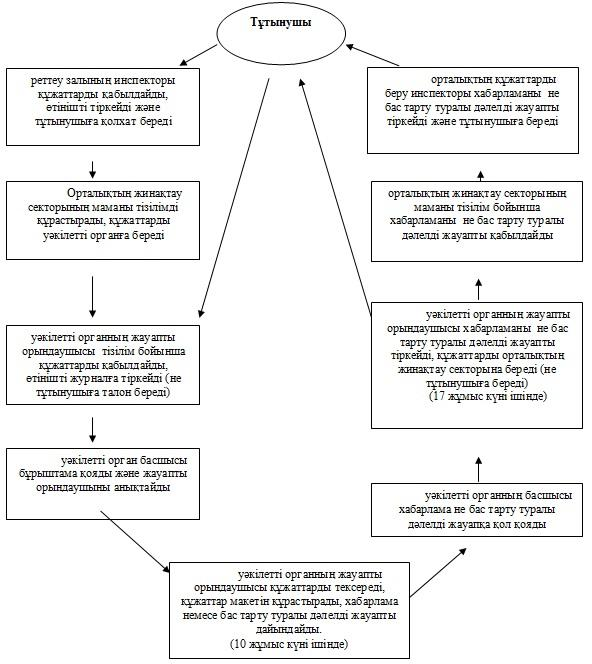 Тұтынушы
реттеу залының инспекторы
құжаттарды қабылдайды,
өтінішті тіркейді және
тұтынушыға қолхат береді
Орталықтың жинақтау
секторының маманы тізілімді
құрастырады, құжаттарды
уәкілетті органға береді
уәкілетті органның жауапты
орындаушысы тізілім бойынша
құжаттарды қабылдайды,
өтінішті журналға тіркейді (не
тұтынушыға талон береді)
уәкілетті орган басшысы
бұрыштама қояды және жауапты
орындаушыны анықтайды
уәкілетті органның жауапты
орындаушысы құжаттарды тексереді,
құжаттар макетін құрастырады, хабарлама
немесе бас тарту туралы дәлелді жауапты
дайындайды.
(10 жұмыс күні ішінде)
уәкілетті органның басшысы
хабарлама не бас тарту туралы
дәлелді жауапқа қол қояды
уәкілетті органның жауапты
орындаушысы хабарламаны не бас
тарту туралы дәлелді жауапты
тіркейді, құжаттарды орталықтың
жинақтау секторына береді (не
тұтынушыға береді)
(17 жұмыс күні ішінде)
орталықтың жинақтау секторының
маманы тізілім бойынша
хабарламаны не бас тарту туралы
дәлелді жауапты қабылдайды
орталықтың құжаттарды
беру инспекторы хабарламаны не
бас тарту туралы дәлелді жауапты
тіркейді және тұтынушыға береді